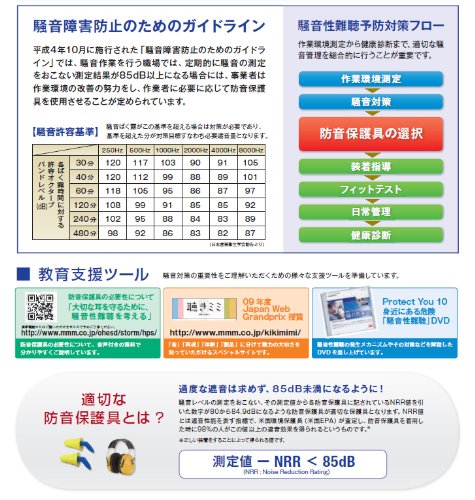 騒音障害防止のためのガイドライン
平成4年10月に施行された「騒音障害防止のためのガイドラ
イン」では、騒音作業を行う職場では、定期的に騒音の測定
をおこない測定結果が85dB以上になる場合には、事業者は
作業環境の改善の努力をし、作業者に必要に応じて防音保護
具を使用させることが定められています。
【騒音許容基準】
騒音ばく露がこの基準を超える場合は対策が必要であり、
基準を超えた分が対策目標すなわち必要遮音量となります。
各ばく露時間に対する
許容オクターブ
バンドレベル
(dB)
250Hz 500Hz 1000Hz 2000Hz 4000Hz 8000Hz
30分 120 117 103 90 91 105
40分 120 112 99 88 89 101
60分 118 105 95 86 87 97
120分 108 99 91 85 83 92
240分 102 95 88 84 83 89
480分 98 92 86 83 82 87
(日本産業衛生学会勧告より)
騒音性難聴予防対策フロー
作業環境測定から健康診断まで、適切な騒
音管理を総合的に行うことが重要です。
作業環境測定
騒音対策
防音保護具の選択
装着指導
フィットテスト
日常管理
健康診断
■ 教育支援ツール
騒音対策の重要性をご理解いただくための様々な支援ツールを準備しています。
防音保護具の必要性について
「大切な耳を守るために、
騒音性難聴を考える」
http://www.mmm.co.jp/ohesd/storm/hps/
防音保護具の必要性について、音声付きの資料で
分かりやすくご説明しています。
聴きミミ
09 年度
Japan Web
Grandprix 授賞
http://www.mmm.co.jp/kikimimi/
「音」「再現」「体験」「製品」に分けて聴力の大切さを
知っていただけるスペシャルサイトです。
Protect You 10
身近にある危険
「騒音性難聴」DVD
騒音性難聴の発生メカニズムやその対策などを解説した
DVDを差し上げています。
適切な
防音保護具とは?
過度な遮音は求めず、85dB未満になるように!
騒音レベルの測定をおこない、その測定値から各防音保護具に記されているNRR値を引
いた数字が80から84.9dBになるような防音保護具が適切な保護具となります。NRR値
とは遮音性能を表す指標で、米国環境保護庁(米国EPA)が査定し、防音保護具を着用し
た時に98%の人がこの値以上の遮音効果を得られるというものです。*
*正しい装着をすることによって得られる値です。
測定値 － NRR < 85dB
(NRR : Noise Reduction Rating)